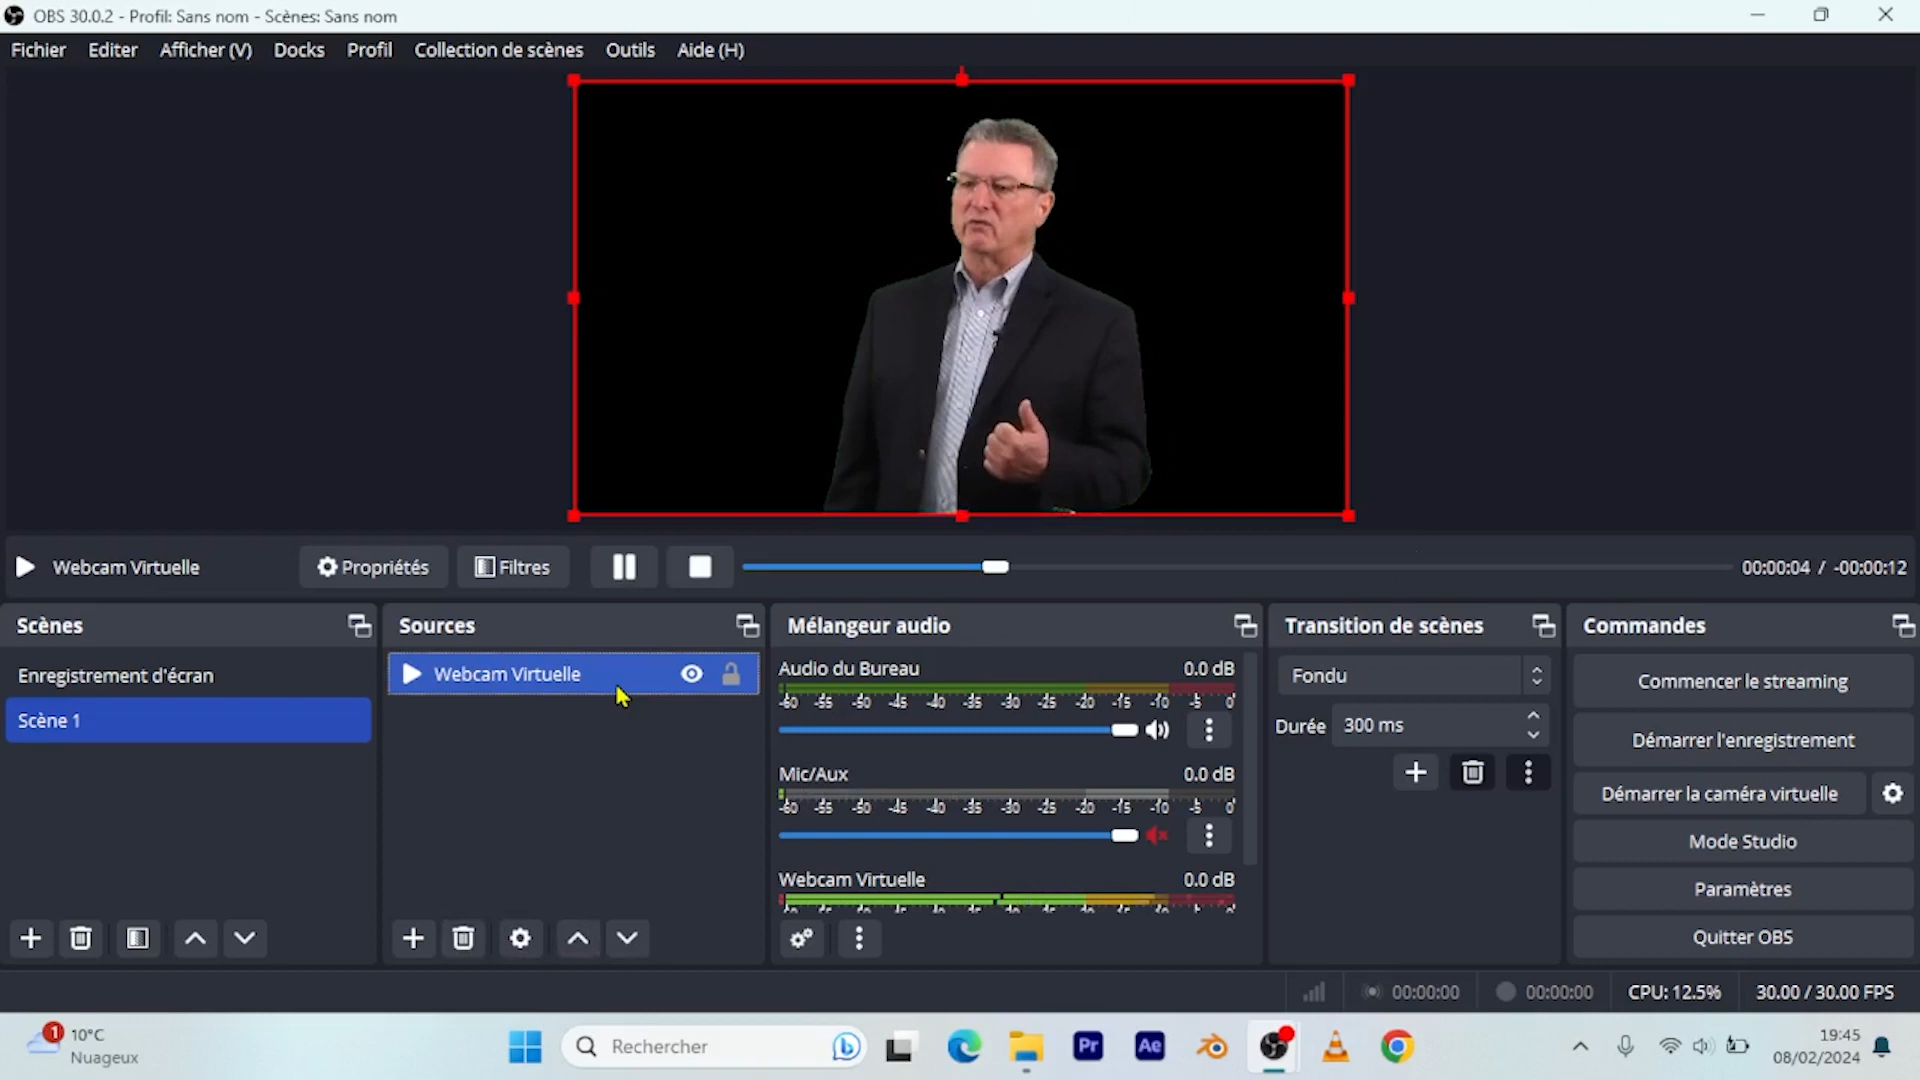 OBS 30.0.2 - Profil: Sans nom - Scènes: Sans nom
Fichier Editer Afficher (V) Docks Profil Collection de scènes Outils Aide (H)
Webcam Virtuelle Propriétés Filtres 00:00:04 / -00:00:12
Scènes
Enregistrement d'écran
Scène 1
Sources
Webcam Virtuelle
Mélangeur audio
Audio du Bureau 0.0 dB
-60 -55 -50 -45 -40 -35 -30 -25 -20 -15 -10 -5 0
Mic/Aux 0.0 dB
-60 -55 -50 -45 -40 -35 -30 -25 -20 -15 -10 -5 0
Webcam Virtuelle 0.0 dB
Transition de scènes
Fondu
Durée 300 ms
Commandes
Commencer le streaming
Démarrer l'enregistrement
Démarrer la caméra virtuelle
Mode Studio
Paramètres
Quitter OBS
00:00:00 00:00:00 CPU: 12.5% 30.00 / 30.00 FPS
1
10°C
Nuageux
Rechercher
Pr
Ae
19:45
08/02/2024